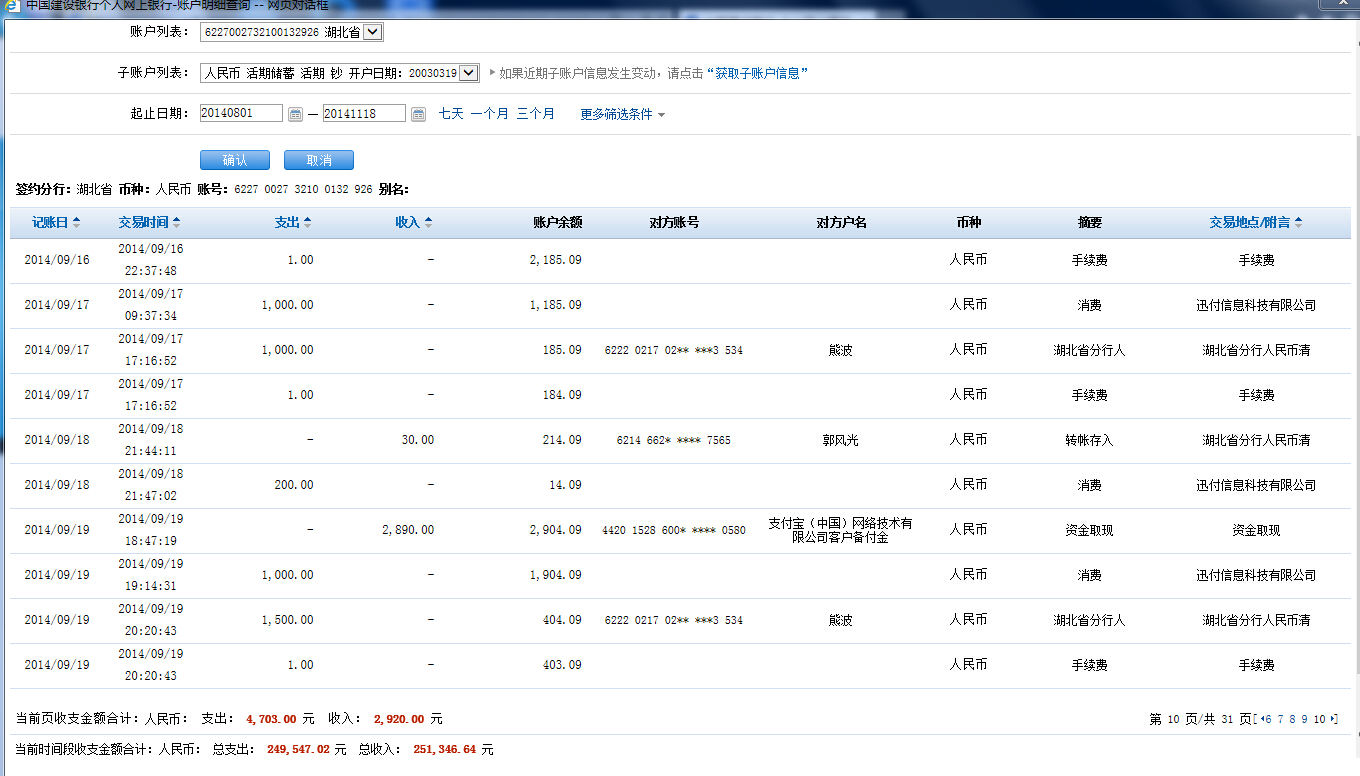 中国建设银行个人网上银行-账户明细查询 -- 网页对话框
账户列表： 6227002732100132926 湖北省
子账户列表： 人民币 活期储蓄 活期 钞 开户日期：20030319 如果近期子账户信息发生变动，请点击“获取子账户信息”
起止日期： 20140801 — 20141118 七天 一个月 三个月 更多筛选条件
确认 取消
签约分行：湖北省 币种：人民币 账号：6227 0027 3210 0132 926 别名：
记账日 交易时间 支出 收入 账户余额 对方账号 对方户名 币种 摘要 交易地点/附言
2014/09/16 2014/09/16 22:37:48 1.00 - 2,185.09 人民币 手续费 手续费
2014/09/17 2014/09/17 09:37:34 1,000.00 - 1,185.09 人民币 消费 迅付信息科技有限公司
2014/09/17 2014/09/17 17:16:52 1,000.00 - 185.09 6222 0217 02** ***3 534 熊波 人民币 湖北省分行人 湖北省分行人民币清
2014/09/17 2014/09/17 17:16:52 1.00 - 184.09 人民币 手续费 手续费
2014/09/18 2014/09/18 21:44:11 - 30.00 214.09 6214 662* **** 7565 郭风光 人民币 转帐存入 湖北省分行人民币清
2014/09/18 2014/09/18 21:47:02 200.00 - 14.09 人民币 消费 迅付信息科技有限公司
2014/09/19 2014/09/19 18:47:19 - 2,890.00 2,904.09 4420 1528 600* **** 0580 支付宝（中国）网络技术有限公司客户备付金 人民币 资金取现 资金取现
2014/09/19 2014/09/19 19:14:31 1,000.00 - 1,904.09 人民币 消费 迅付信息科技有限公司
2014/09/19 2014/09/19 20:20:43 1,500.00 - 404.09 6222 0217 02** ***3 534 熊波 人民币 湖北省分行人 湖北省分行人民币清
2014/09/19 2014/09/19 20:20:43 1.00 - 403.09 人民币 手续费 手续费
当前页收支金额合计：人民币： 支出： 4,703.00 元 收入： 2,920.00 元 第 10 页/共 31 页[ 6 7 8 9 10 ]
当前时间段收支金额合计：人民币： 总支出： 249,547.02 元 总收入： 251,346.64 元